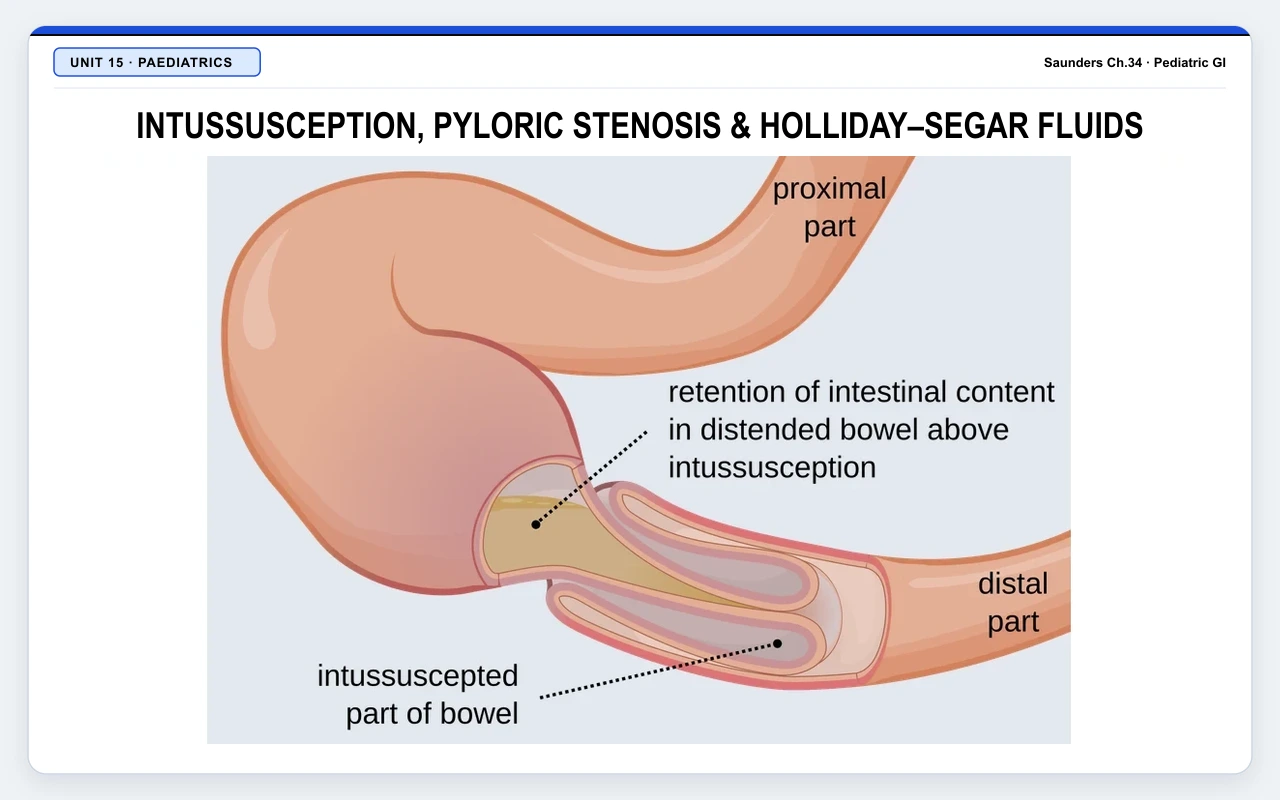 UNIT 15 · PAEDIATRICS
Saunders Ch.34 · Pediatric GI
INTUSSUSCEPTION, PYLORIC STENOSIS & HOLLIDAY–SEGAR FLUIDS
proximal
part
retention of intestinal content
in distended bowel above
intussusception
distal
part
intussuscepted
part of bowel